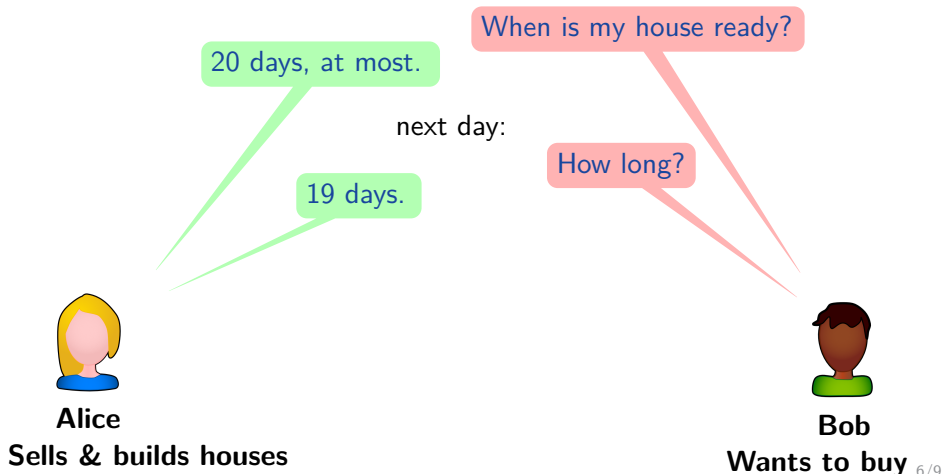 When is my house ready?
20 days, at most.
next day:
How long?
19 days.
Alice
Sells & builds houses
Bob
Wants to buy
6/9